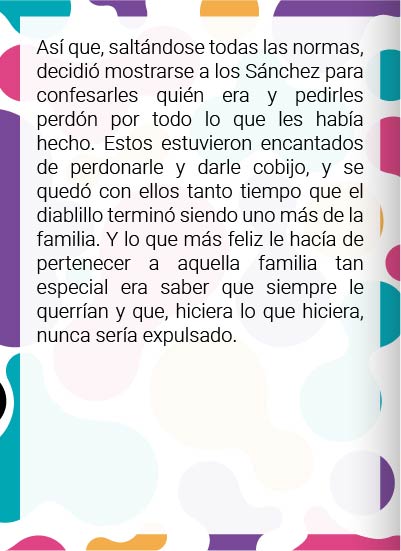 Así que, saltándose todas las normas,
decidió mostrarse a los Sánchez para
confesarles quién era y pedirles
perdón por todo lo que les había
hecho. Estos estuvieron encantados
de perdonarle y darle cobijo, y se
quedó con ellos tanto tiempo que el
diablillo terminó siendo uno más de la
familia. Y lo que más feliz le hacía de
pertenecer a aquella familia tan
especial era saber que siempre le
querrían y que, hiciera lo que hiciera,
nunca sería expulsado.